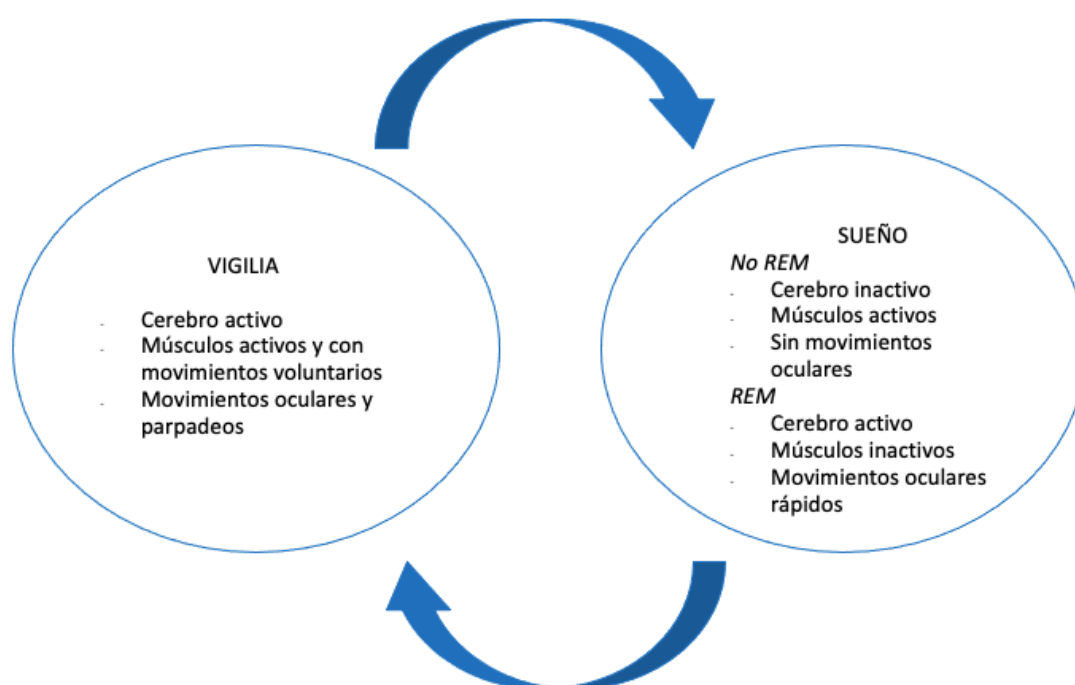 VIGILIA
- Cerebro activo
- Músculos activos y con
movimientos voluntarios
- Movimientos oculares y
parpadeos
SUEÑO
No REM
- Cerebro inactivo
- Músculos activos
- Sin movimientos
oculares
REM
- Cerebro activo
- Músculos inactivos
- Movimientos oculares
rápidos